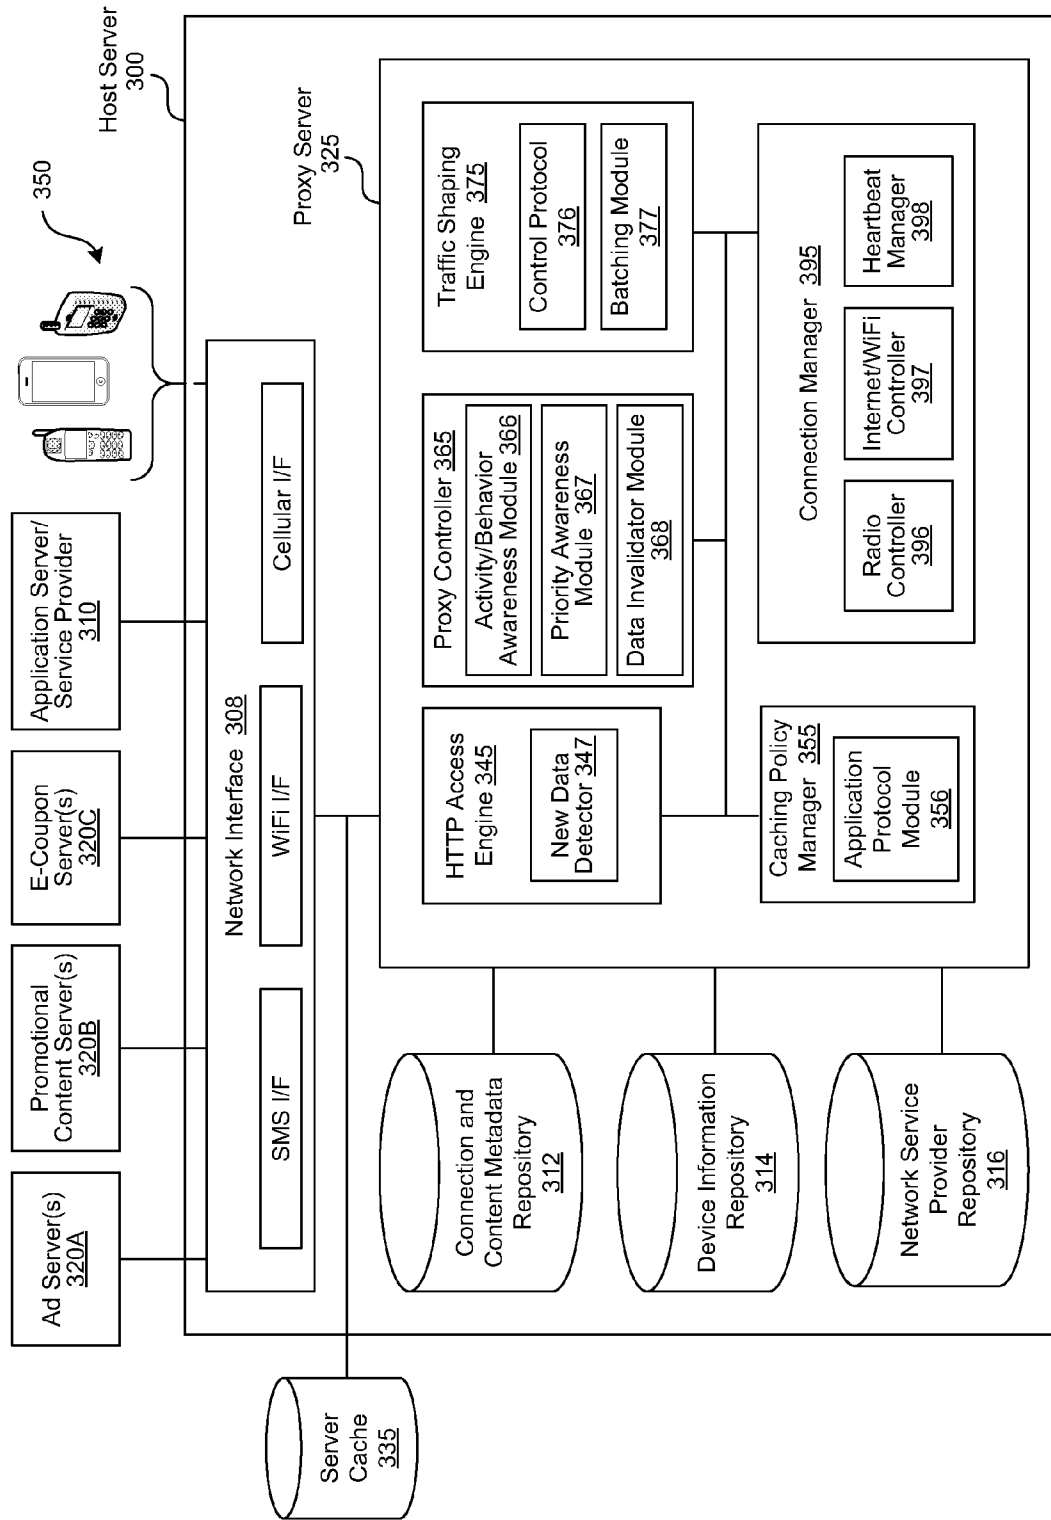 Ad Server(s)
320A
Promotional
Content Server(s)
320B
E-Coupon
Server(s)
320C
Application Server/
Service Provider
310
350
Host Server
300
Network Interface 308
SMS I/F
WiFi I/F
Cellular I/F
Server
Cache
335
Proxy Server
325
Connection and
Content Metadata
Repository
312
Device Information
Repository
314
Network Service
Provider
Repository
316
HTTP Access
Engine 345
New Data
Detector 347
Proxy Controller 365
Activity/Behavior
Awareness Module 366
Priority Awareness
Module 367
Data Invalidator Module
368
Traffic Shaping
Engine 375
Control Protocol
376
Batching Module
377
Caching Policy
Manager 355
Application
Protocol
Module
356
Connection Manager 395
Radio
Controller
396
Internet/WiFi
Controller
397
Heartbeat
Manager
398